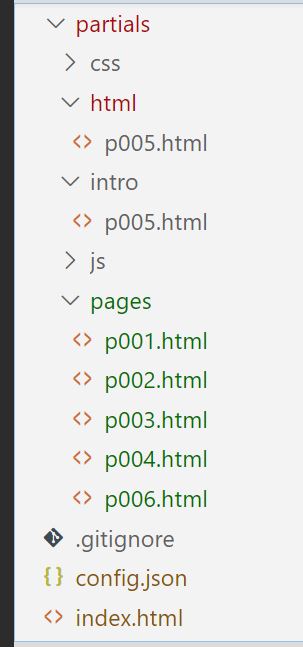 partials
css
html
p005.html
intro
p005.html
js
pages
p001.html
p002.html
p003.html
p004.html
p006.html
.gitignore
config.json
index.html